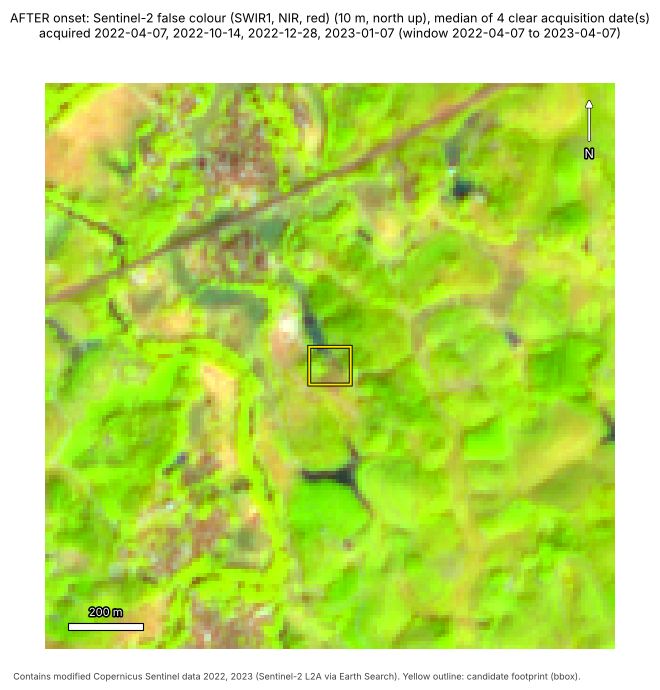 AFTER onset: Sentinel-2 false colour (SWIR1, NIR, red) (10 m, north up), median of 4 clear acquisition date(s)
acquired 2022-04-07, 2022-10-14, 2022-12-28, 2023-01-07 (window 2022-04-07 to 2023-04-07)
N
200 m
Contains modified Copernicus Sentinel data 2022, 2023 (Sentinel-2 L2A via Earth Search). Yellow outline: candidate footprint (bbox).